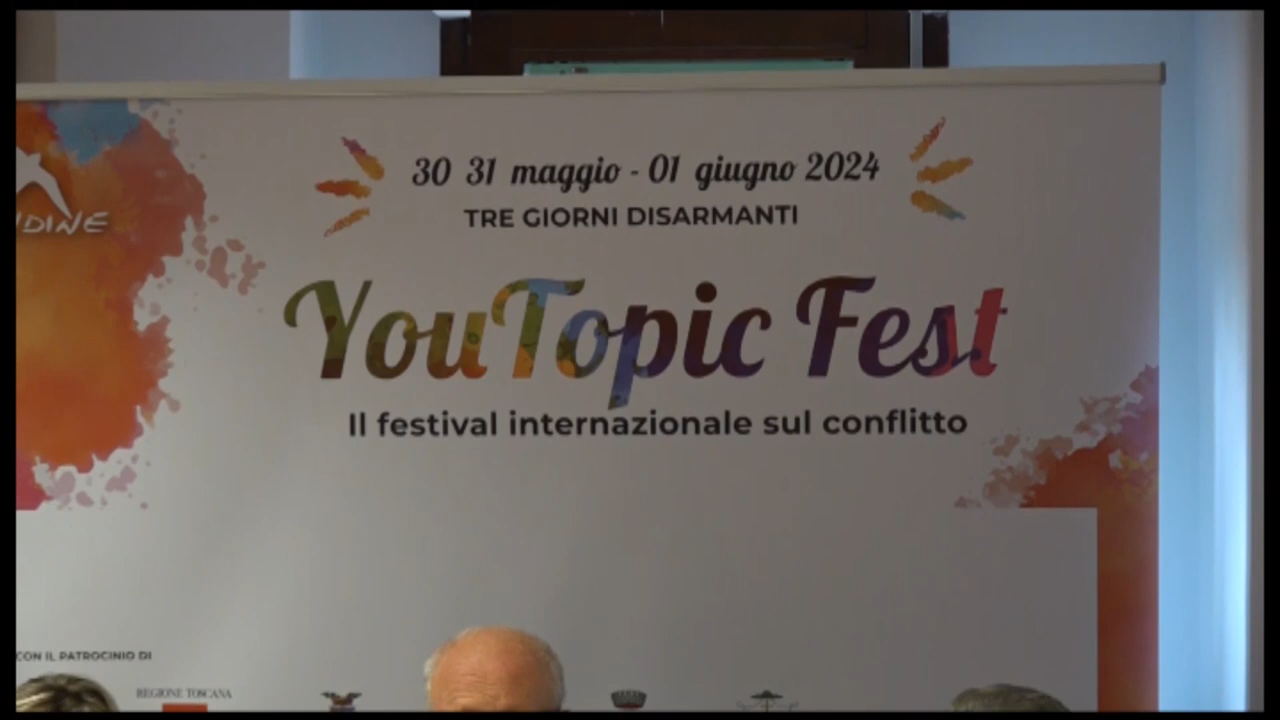 30 31 maggio - 01 giugno 2024
TRE GIORNI DISARMANTI
DINE
YouTopic Fest
Il festival internazionale sul conflitto
CON IL PATROCINIO DI
REGIONE TOSCANA